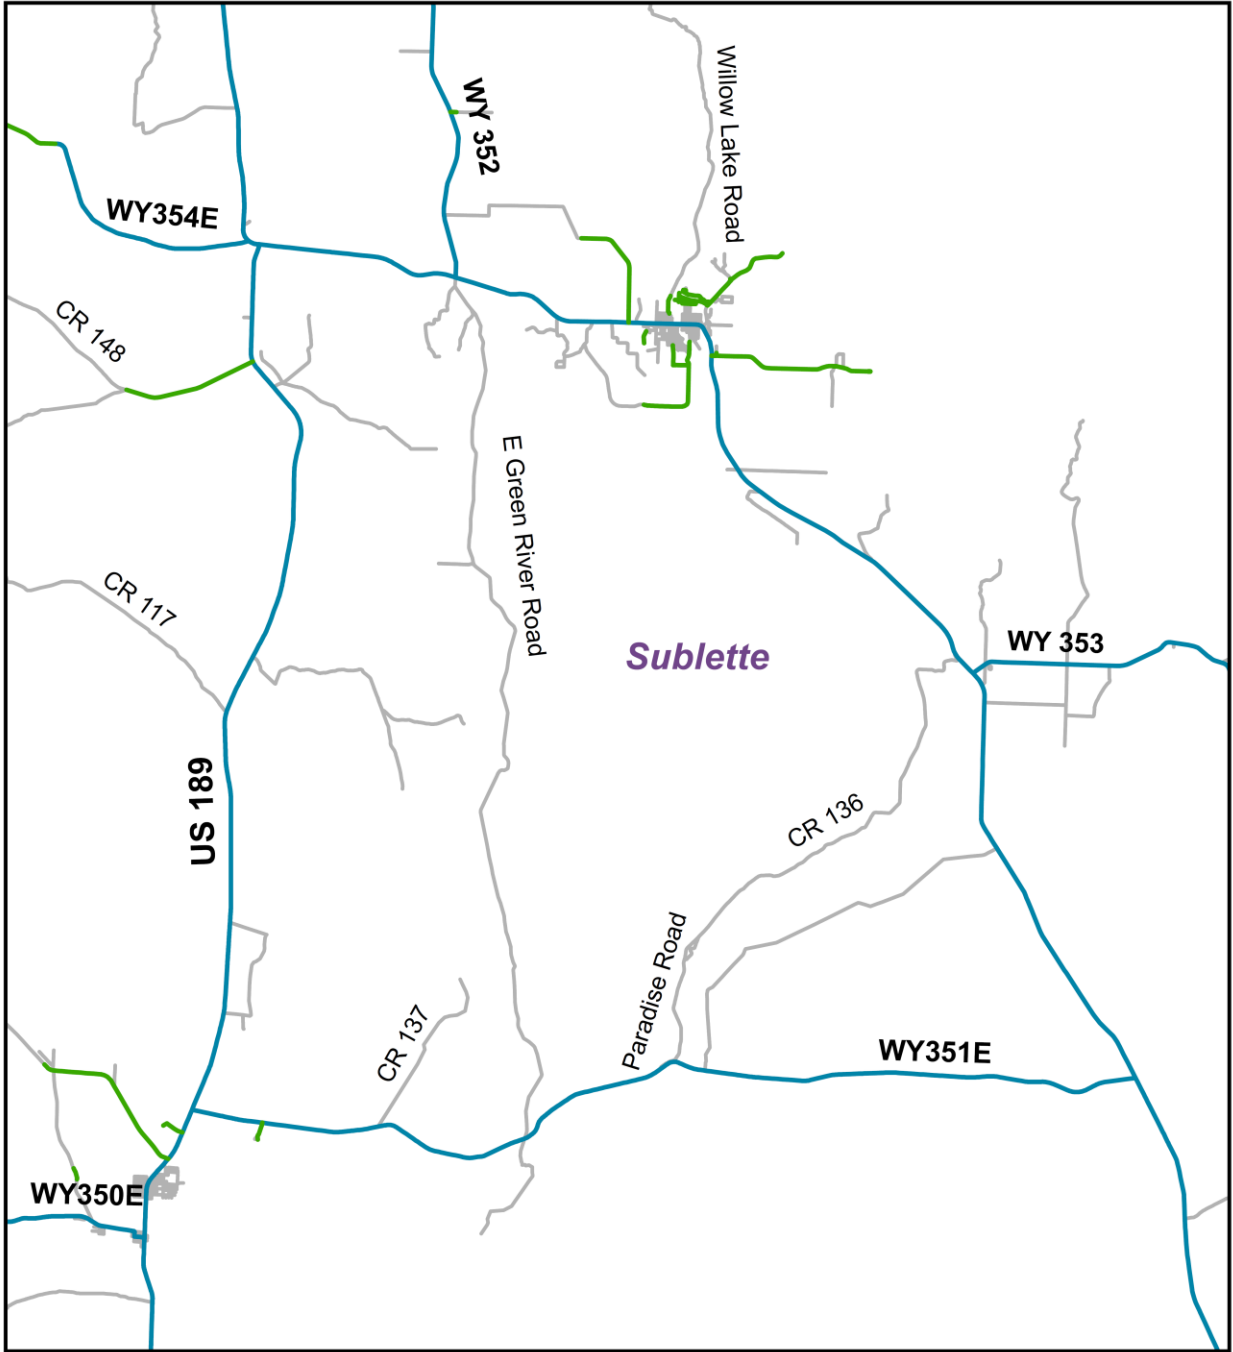 WY 352
Willow Lake Road
WY354E
CR 148
E Green River Road
CR 117
Sublette
WY 353
US 189
CR 136
Paradise Road
CR 137
WY351E
WY350E